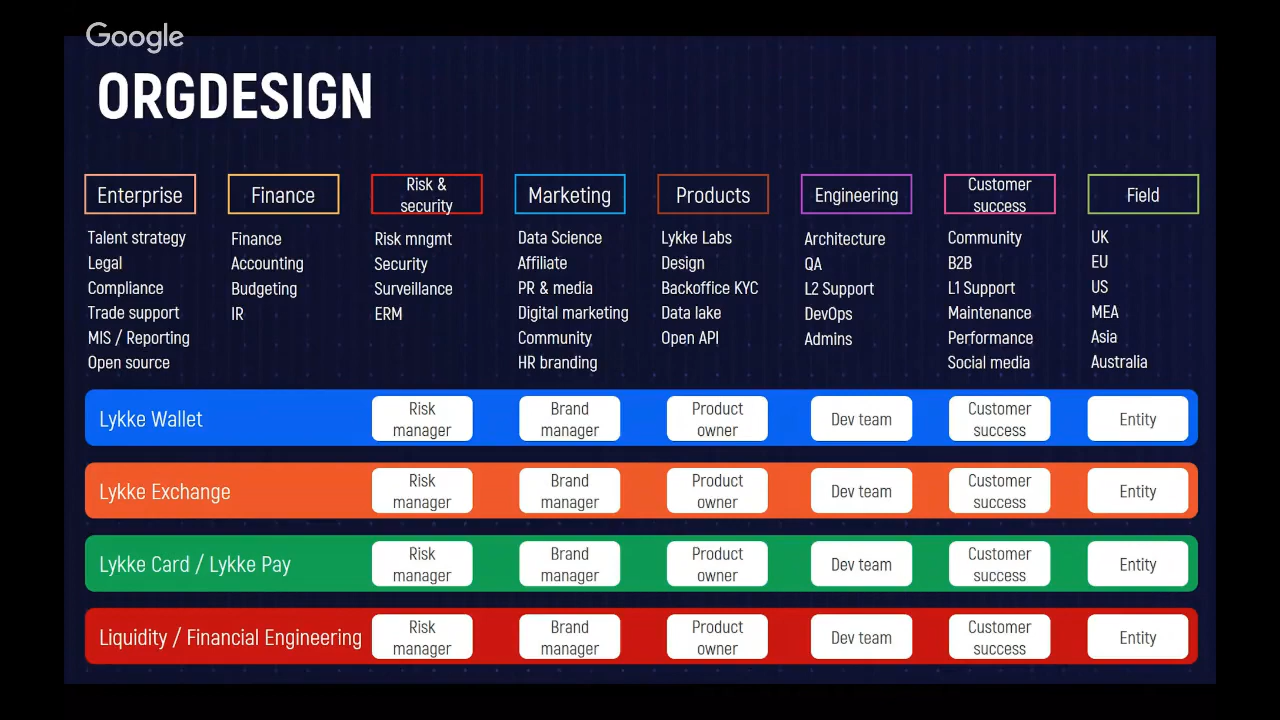 Google
ORGDESIGN
Enterprise
Talent strategy
Legal
Compliance
Trade support
MIS / Reporting
Open source
Finance
Finance
Accounting
Budgeting
IR
Risk &
security
Risk mngmt
Security
Surveillance
ERM
Marketing
Data Science
Affiliate
PR & media
Digital marketing
Community
HR branding
Products
Lykke Labs
Design
Backoffice KYC
Data lake
Open API
Engineering
Architecture
QA
L2 Support
DevOps
Admins
Customer
success
Community
B2B
L1 Support
Maintenance
Performance
Social media
Field
UK
EU
US
MEA
Asia
Australia
Lykke Wallet
Risk
manager
Brand
manager
Product
owner
Dev team
Customer
success
Entity
Lykke Exchange
Risk
manager
Brand
manager
Product
owner
Dev team
Customer
success
Entity
Lykke Card / Lykke Pay
Risk
manager
Brand
manager
Product
owner
Dev team
Customer
success
Entity
Liquidity / Financial Engineering
Risk
manager
Brand
manager
Product
owner
Dev team
Customer
success
Entity